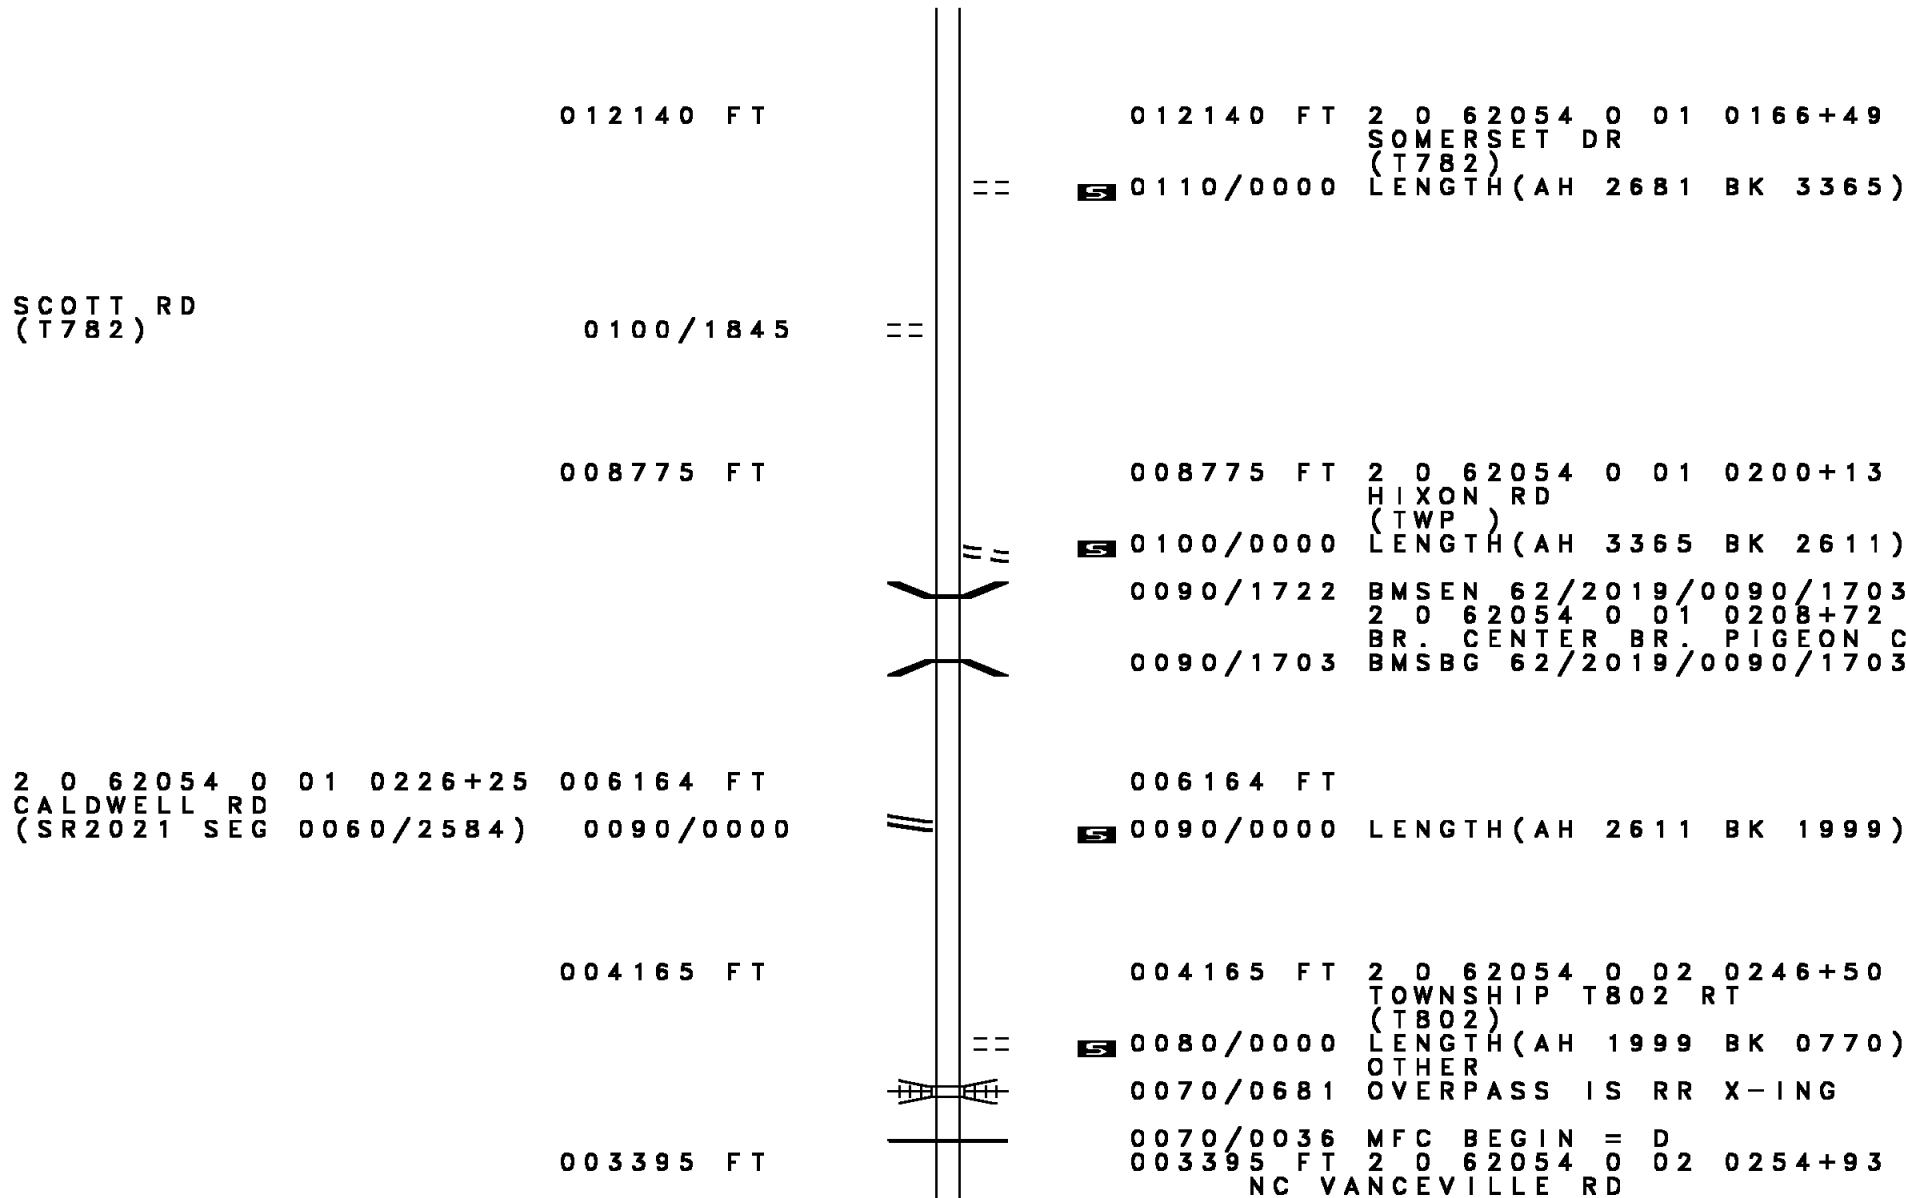 012140 FT 012140 FT 2 0 62054 0 01 0166+49
SOMERSET DR
(T782)
S 0110/0000 LENGTH(AH 2681 BK 3365)
SCOTT RD
(T782) 0100/1845
008775 FT 008775 FT 2 0 62054 0 01 0200+13
HIXON RD
(TWP )
S 0100/0000 LENGTH(AH 3365 BK 2611)
0090/1722 BMSEN 62/2019/0090/1703
2 0 62054 0 01 0208+72
BR. CENTER BR. PIGEON C
0090/1703 BMSBG 62/2019/0090/1703
2 0 62054 0 01 0226+25 006164 FT 006164 FT
CALDWELL RD
(SR2021 SEG 0060/2584) 0090/0000 S 0090/0000 LENGTH(AH 2611 BK 1999)
004165 FT 004165 FT 2 0 62054 0 02 0246+50
TOWNSHIP T802 RT
(T802)
S 0080/0000 LENGTH(AH 1999 BK 0770)
OTHER
0070/0681 OVERPASS IS RR X-ING
0070/0036 MFC BEGIN = D
003395 FT 003395 FT 2 0 62054 0 02 0254+93
NC VANCEVILLE RD